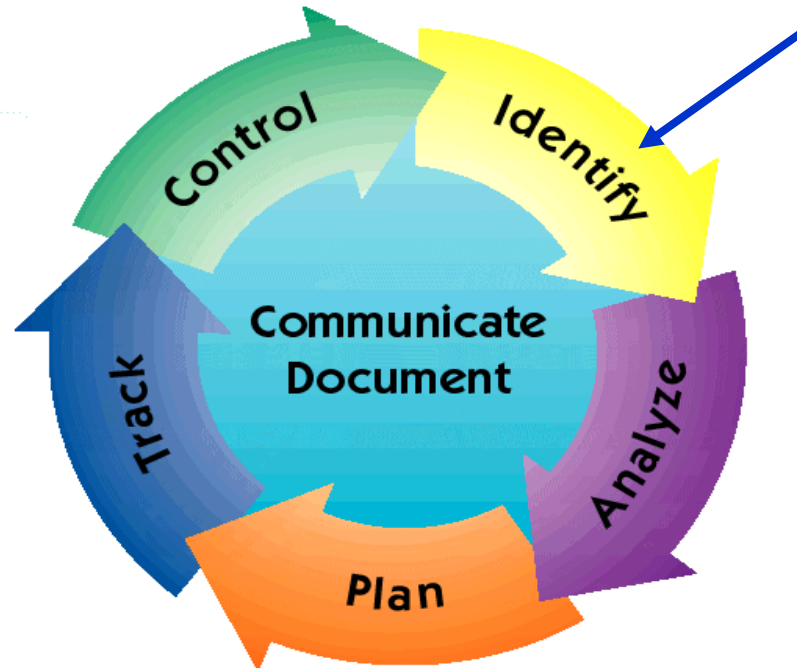 Control
Identify
Communicate
Document
Track
Analyze
Plan